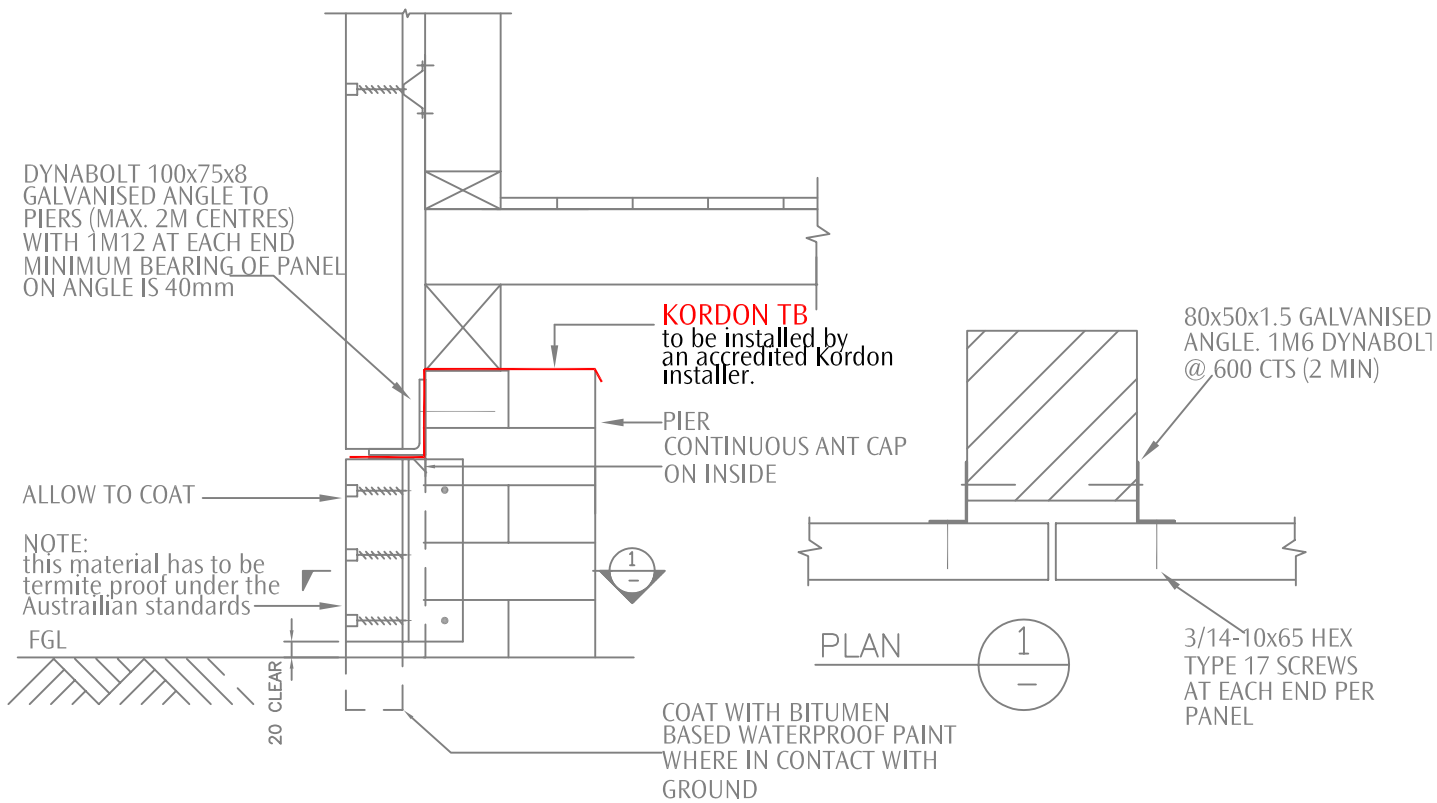 DYNABOLT 100x75x8
GALVANISED ANGLE TO
PIERS (MAX. 2M CENTRES)
WITH 1M12 AT EACH END
MINIMUM BEARING OF PANEL
ON ANGLE IS 40mm
KORDON TB
to be installed by
an accredited Kordon
installer.
PIER
CONTINUOUS ANT CAP
ON INSIDE
ALLOW TO COAT
NOTE:
this material has to be
termite proof under the
Austrailian standards
FGL
20 CLEAR
1
-
COAT WITH BITUMEN
BASED WATERPROOF PAINT
WHERE IN CONTACT WITH
GROUND
80x50x1.5 GALVANISED
ANGLE. 1M6 DYNABOLT
@ 600 CTS (2 MIN)
PLAN
1
-
3/14-10x65 HEX
TYPE 17 SCREWS
AT EACH END PER
PANEL